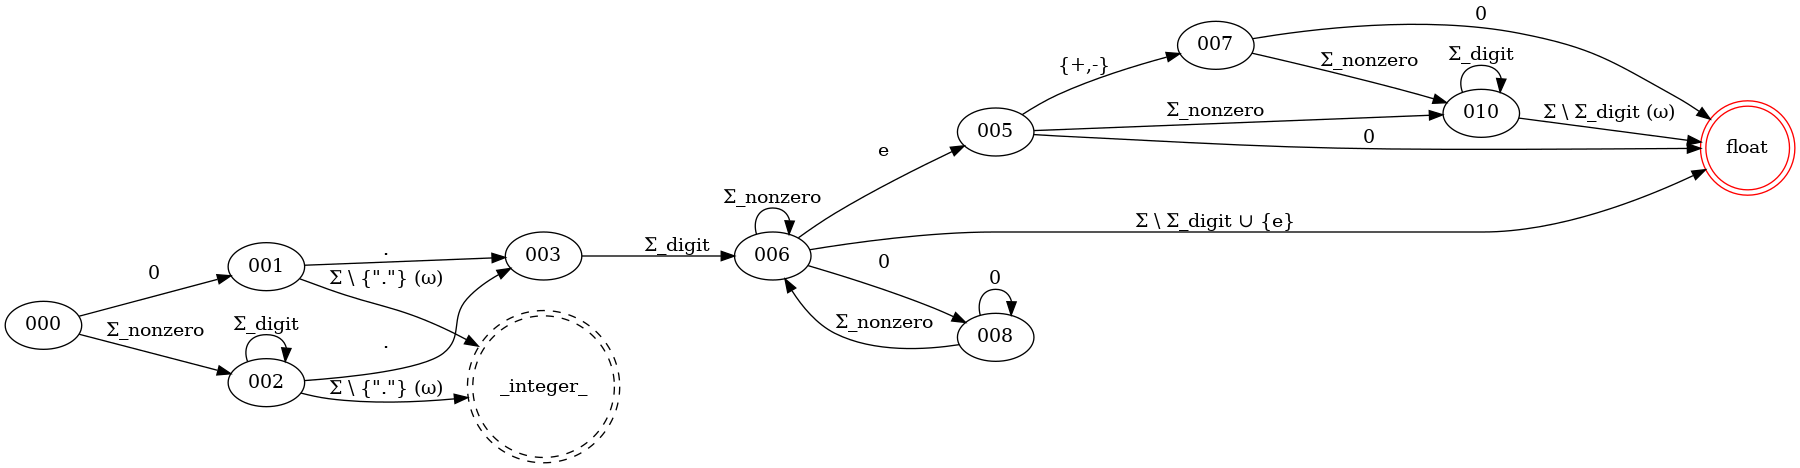 0
007
{+,-}
Σ_nonzero
Σ_digit
010
Σ_nonzero
Σ \ Σ_digit (ω)
005
0
float
e
Σ_nonzero
Σ \ Σ_digit ∪ {e}
006
0
Σ_digit
003
.
001
0
Σ \ {"."} (ω)
0
008
Σ_nonzero
000
Σ_nonzero
Σ_digit
.
002
Σ \ {"."} (ω)
_integer_